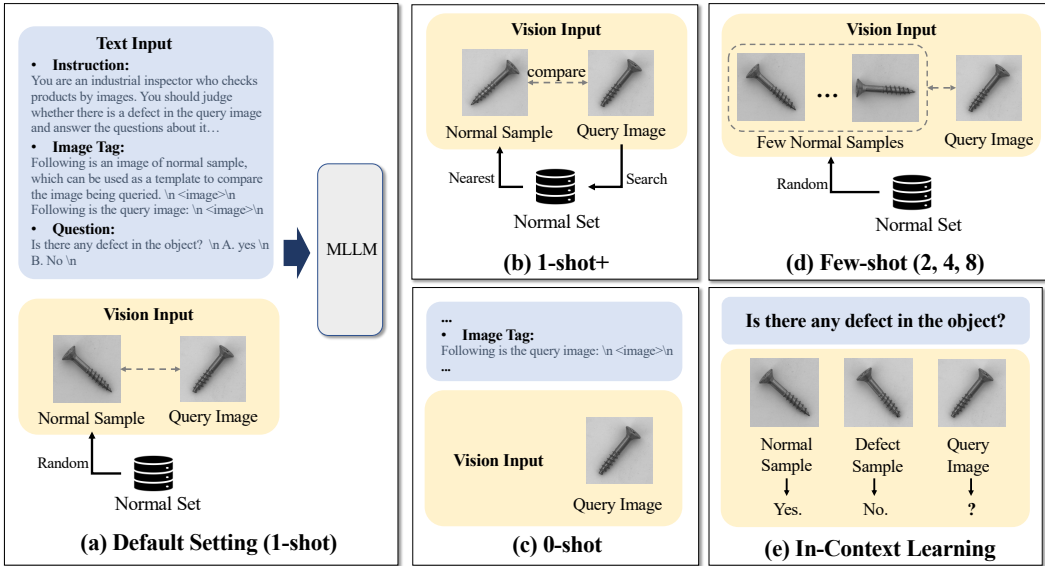 Text Input
• Instruction:
You are an industrial inspector who checks
products by images. You should judge
whether there is a defect in the query image
and answer the questions about it…
• Image Tag:
Following is an image of normal sample,
which can be used as a template to compare
the image being queried. \n <image>\n
Following is the query image: \n <image>\n
• Question:
Is there any defect in the object? \n A. yes \n
B. No \n
MLLM
Vision Input
Normal Sample
Query Image
Random
Normal Set
(a) Default Setting (1-shot)
Vision Input
compare
Normal Sample
Query Image
Nearest
Search
Normal Set
(b) 1-shot+
...
• Image Tag:
Following is the query image: \n <image>\n
...
Vision Input
Query Image
(c) 0-shot
Vision Input
...
Few Normal Samples
Query Image
Random
Normal Set
(d) Few-shot (2, 4, 8)
Is there any defect in the object?
Normal
Sample
Defect
Sample
Query
Image
Yes.
No.
?
(e) In-Context Learning